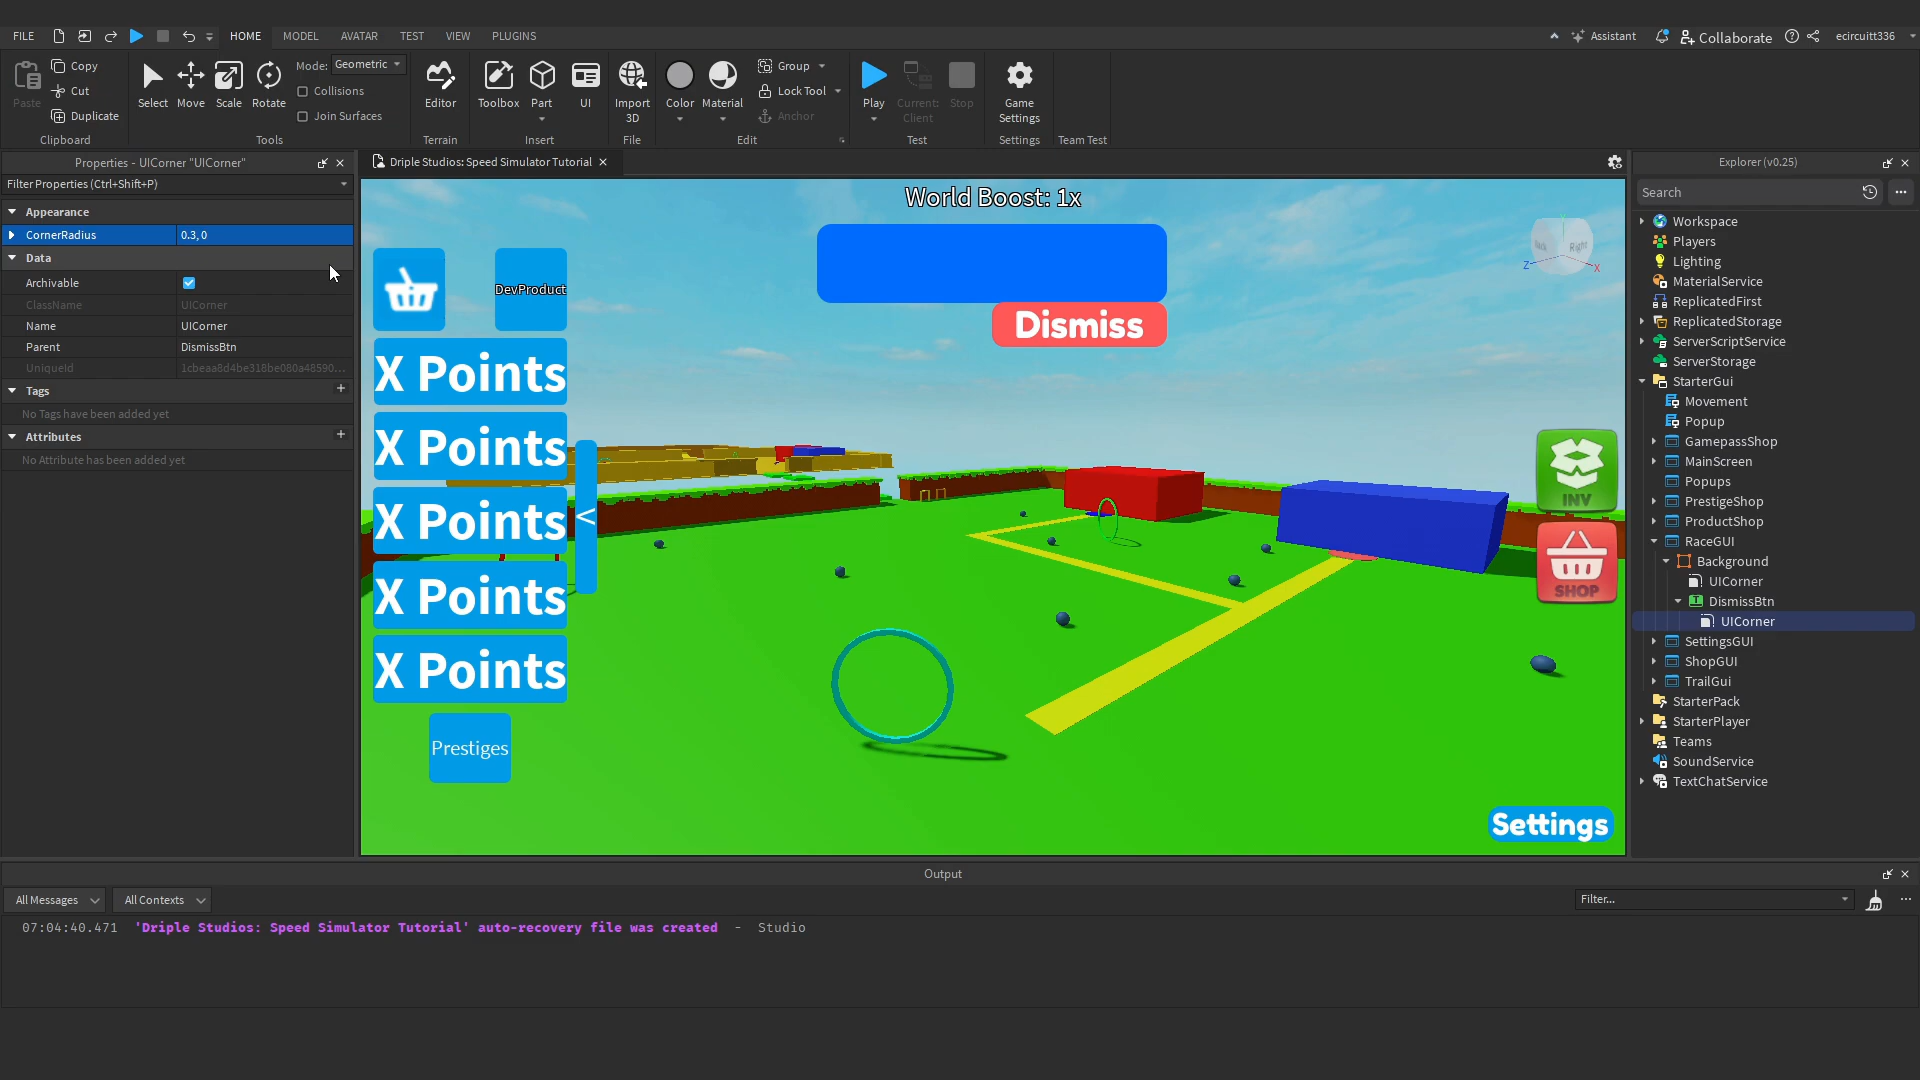 FILE
HOME
MODEL
AVATAR
TEST
VIEW
PLUGINS
Assistant
Collaborate
ecircuitt336
Paste
Copy
Cut
Duplicate
Clipboard
Select
Move
Scale
Rotate
Mode: Geometric
Collisions
Join Surfaces
Tools
Editor
Terrain
Toolbox
Part
UI
Insert
Import
3D
File
Color
Material
Group
Lock Tool
Anchor
Edit
Play
Current:
Client
Stop
Test
Game
Settings
Settings
Team Test
Properties - UICorner "UICorner"
Filter Properties (Ctrl+Shift+P)
Appearance
CornerRadius 0.3, 0
Data
Archivable
ClassName UICorner
Name UICorner
Parent DismissBtn
UniqueId 1cbeaa8d4be318be080a48590...
Tags
No Tags have been added yet
Attributes
No Attribute has been added yet
Driple Studios: Speed Simulator Tutorial
World Boost: 1x
Dismiss
DevProduct
X Points
X Points
X Points
<
X Points
X Points
Prestiges
Back
Right
Z
X
INV
SHOP
Settings
Explorer (v0.25)
Search
Workspace
Players
Lighting
MaterialService
ReplicatedFirst
ReplicatedStorage
ServerScriptService
ServerStorage
StarterGui
Movement
Popup
GamepassShop
MainScreen
Popups
PrestigeShop
ProductShop
RaceGUI
Background
UICorner
DismissBtn
UICorner
SettingsGUI
ShopGUI
TrailGui
StarterPack
StarterPlayer
Teams
SoundService
TextChatService
Output
All Messages
All Contexts
Filter...
07:04:40.471 'Driple Studios: Speed Simulator Tutorial' auto-recovery file was created - Studio